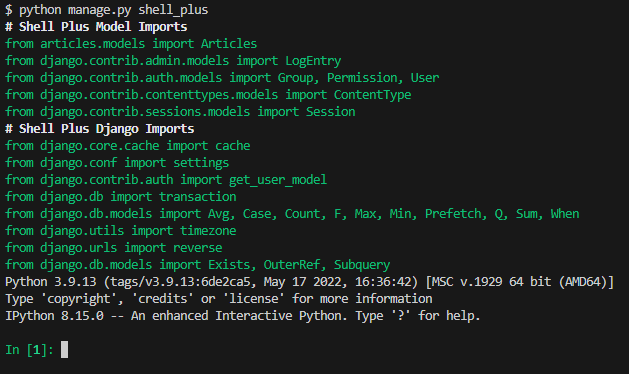 $ python manage.py shell_plus
# Shell Plus Model Imports
from articles.models import Articles
from django.contrib.admin.models import LogEntry
from django.contrib.auth.models import Group, Permission, User
from django.contrib.contenttypes.models import ContentType
from django.contrib.sessions.models import Session
# Shell Plus Django Imports
from django.core.cache import cache
from django.conf import settings
from django.contrib.auth import get_user_model
from django.db import transaction
from django.db.models import Avg, Case, Count, F, Max, Min, Prefetch, Q, Sum, When
from django.utils import timezone
from django.urls import reverse
from django.db.models import Exists, OuterRef, Subquery
Python 3.9.13 (tags/v3.9.13:6de2ca5, May 17 2022, 16:36:42) [MSC v.1929 64 bit (AMD64)]
Type 'copyright', 'credits' or 'license' for more information
IPython 8.15.0 -- An enhanced Interactive Python. Type '?' for help.
In [1]: